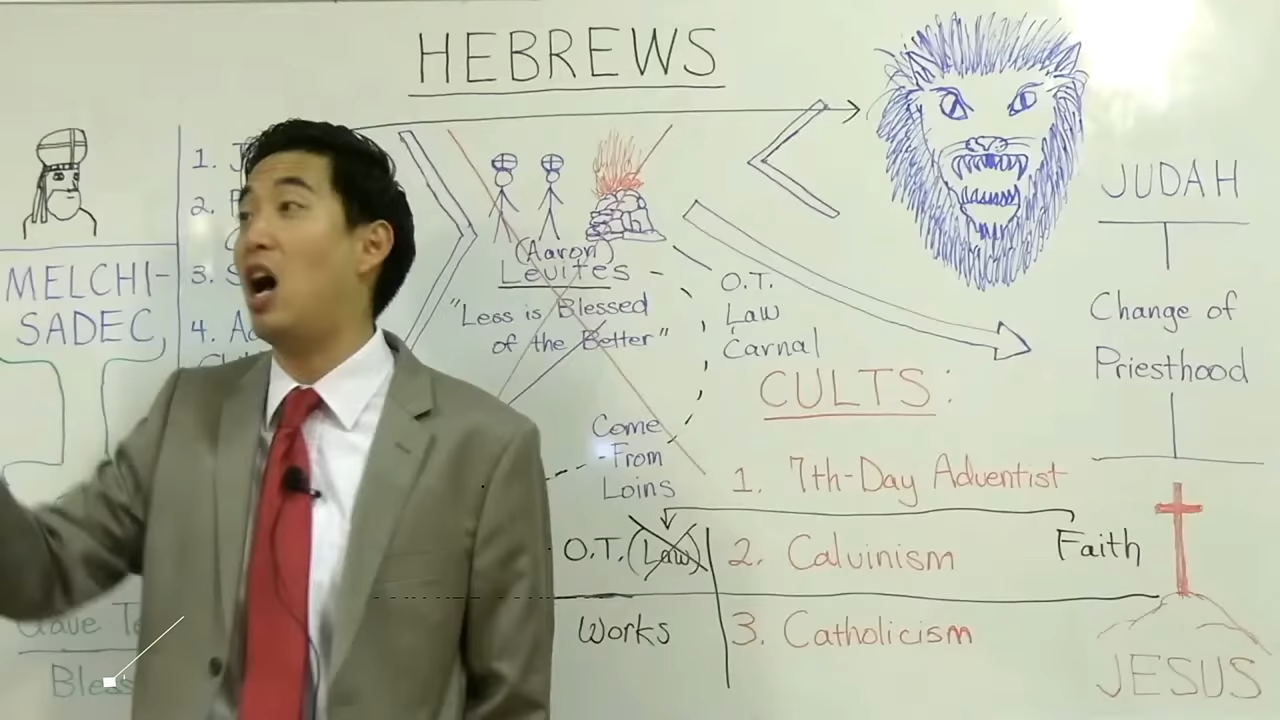 HEBREWS
MELCHI-
SADEC,
1.
2.
3. S
4. A
(Aaron)
Levites -
"Less is Blessed
of the Better"
O.T.
Law
Carnal
Come
From
Loins
CULTS:
1. 7th-Day Adventist
2. Calvinism
3. Catholicism
O.T. (Law)
Works
Faith
JUDAH
Change of
Priesthood
JESUS
Gave